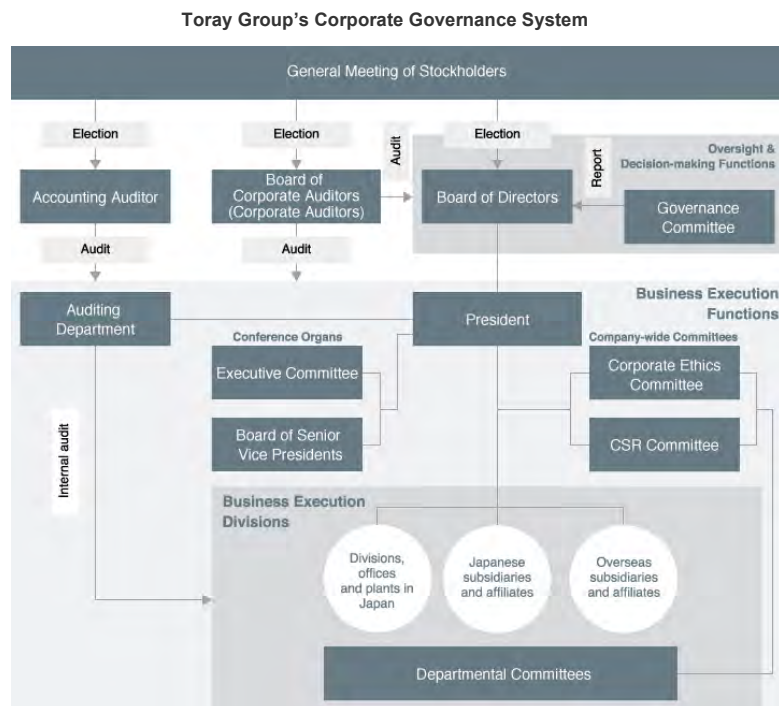 Toray Group’s Corporate Governance System
General Meeting of Stockholders
Election
Election
Audit
Election
Oversight &
Decision-making Functions
Accounting Auditor
Board of
Corporate Auditors
(Corporate Auditors)
Board of Directors
Report
Governance
Committee
Audit
Audit
Business Execution
Functions
Auditing
Department
President
Conference Organs
Company-wide Committees
Executive Committee
Corporate Ethics
Committee
Board of Senior
Vice Presidents
CSR Committee
Internal audit
Business Execution
Divisions
Divisions,
offices
and plants in
Japan
Japanese
subsidiaries
and affiliates
Overseas
subsidiaries
and affiliates
Departmental Committees